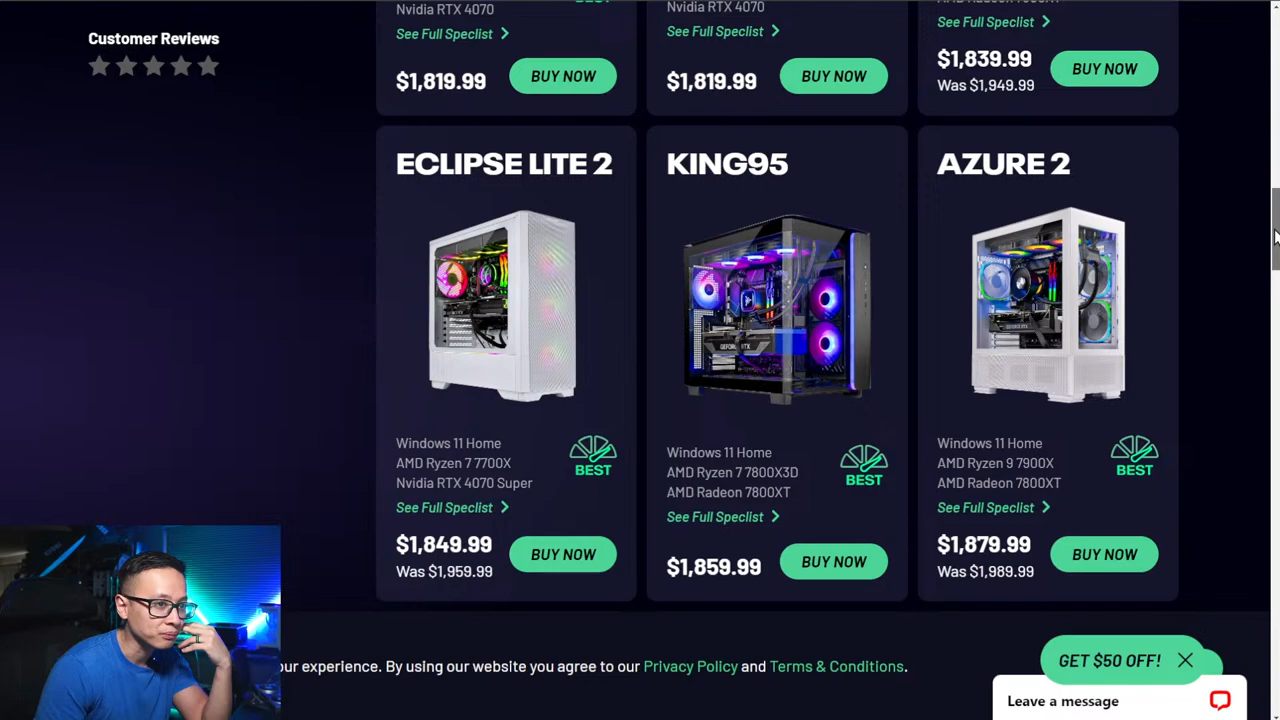 Customer Reviews
Nvidia RTX 4070
See Full Speclist
$1,819.99
BUY NOW
Nvidia RTX 4070
See Full Speclist
$1,819.99
BUY NOW
See Full Speclist
$1,839.99
Was $1,949.99
BUY NOW
ECLIPSE LITE 2
Windows 11 Home
AMD Ryzen 7 7700X
Nvidia RTX 4070 Super
BEST
See Full Speclist
$1,849.99
Was $1,959.99
BUY NOW
KING95
Windows 11 Home
AMD Ryzen 7 7800X3D
AMD Radeon 7800XT
BEST
See Full Speclist
$1,859.99
BUY NOW
AZURE 2
Windows 11 Home
AMD Ryzen 9 7900X
AMD Radeon 7800XT
BEST
See Full Speclist
$1,879.99
Was $1,989.99
BUY NOW
our experience. By using our website you agree to our Privacy Policy and Terms & Conditions.
GET $50 OFF!
Leave a message